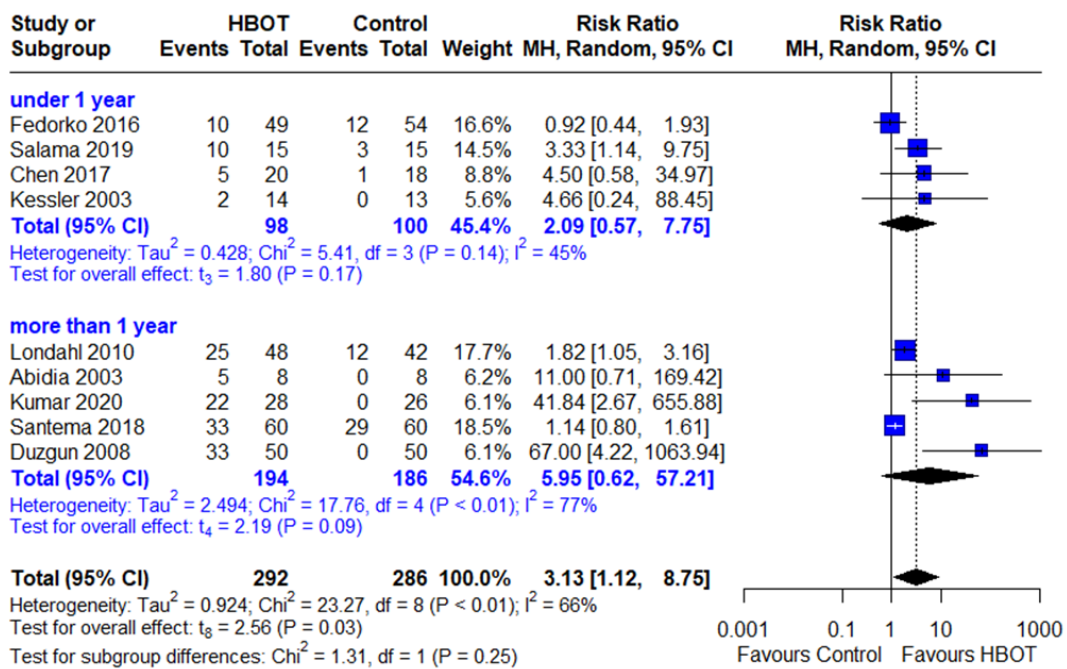 Study or HBOT Control Risk Ratio Risk Ratio
Subgroup Events Total Events Total Weight MH, Random, 95% CI MH, Random, 95% CI
under 1 year
Fedorko 2016 10 49 12 54 16.6% 0.92 [0.44, 1.93]
Salama 2019 10 15 3 15 14.5% 3.33 [1.14, 9.75]
Chen 2017 5 20 1 18 8.8% 4.50 [0.58, 34.97]
Kessler 2003 2 14 0 13 5.6% 4.66 [0.24, 88.45]
Total (95% CI) 98 100 45.4% 2.09 [0.57, 7.75]
Heterogeneity: Tau² = 0.428; Chi² = 5.41, df = 3 (P = 0.14); I² = 45%
Test for overall effect: t₃ = 1.80 (P = 0.17)
more than 1 year
Londahl 2010 25 48 12 42 17.7% 1.82 [1.05, 3.16]
Abidia 2003 5 8 0 8 6.2% 11.00 [0.71, 169.42]
Kumar 2020 22 28 0 26 6.1% 41.84 [2.67, 655.88]
Santema 2018 33 60 29 60 18.5% 1.14 [0.80, 1.61]
Duzgun 2008 33 50 0 50 6.1% 67.00 [4.22, 1063.94]
Total (95% CI) 194 186 54.6% 5.95 [0.62, 57.21]
Heterogeneity: Tau² = 2.494; Chi² = 17.76, df = 4 (P < 0.01); I² = 77%
Test for overall effect: t₄ = 2.19 (P = 0.09)
Total (95% CI) 292 286 100.0% 3.13 [1.12, 8.75]
Heterogeneity: Tau² = 0.924; Chi² = 23.27, df = 8 (P < 0.01); I² = 66%
Test for overall effect: t₈ = 2.56 (P = 0.03)
Test for subgroup differences: Chi² = 1.31, df = 1 (P = 0.25)
0.001 0.1 1 10 1000
Favours Control Favours HBOT